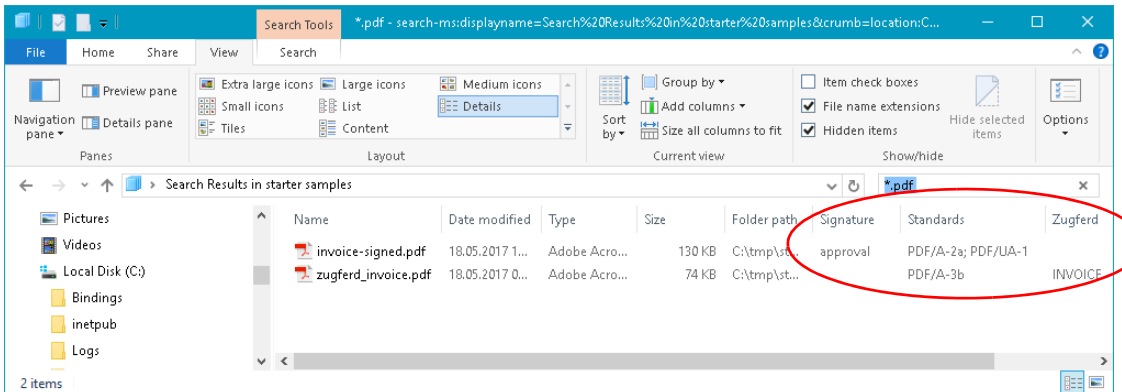 Search Tools *.pdf - search-ms:displayname=Search%20Results%20in%20starter%20samples&crumb=location:C...
File Home Share View Search
Navigation pane Preview pane Details pane
Panes
Extra large icons Large icons Medium icons
Small icons List Details
Tiles Content
Layout
Sort by Group by
Add columns
Size all columns to fit
Current view
Item check boxes
File name extensions
Hidden items
Hide selected items
Show/hide
Options
Search Results in starter samples *.pdf
Pictures
Videos
Local Disk (C:)
Bindings
inetpub
Logs
Name Date modified Type Size Folder path Signature Standards Zugferd
invoice-signed.pdf 18.05.2017 1... Adobe Acro... 130 KB C:\tmp\st... approval PDF/A-2a; PDF/UA-1
zugferd_invoice.pdf 18.05.2017 0... Adobe Acro... 74 KB C:\tmp\st... PDF/A-3b INVOICE
2 items